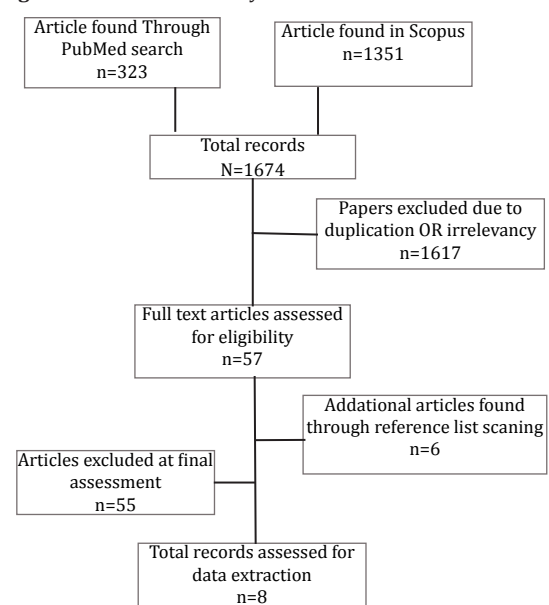 Article found Through
PubMed search
n=323
Article found in Scopus
n=1351
Total records
N=1674
Papers excluded due to
duplication OR irrelevancy
n=1617
Full text articles assessed
for eligibility
n=57
Addational articles found
through reference list scaning
n=6
Articles excluded at final
assessment
n=55
Total records assessed for
data extraction
n=8